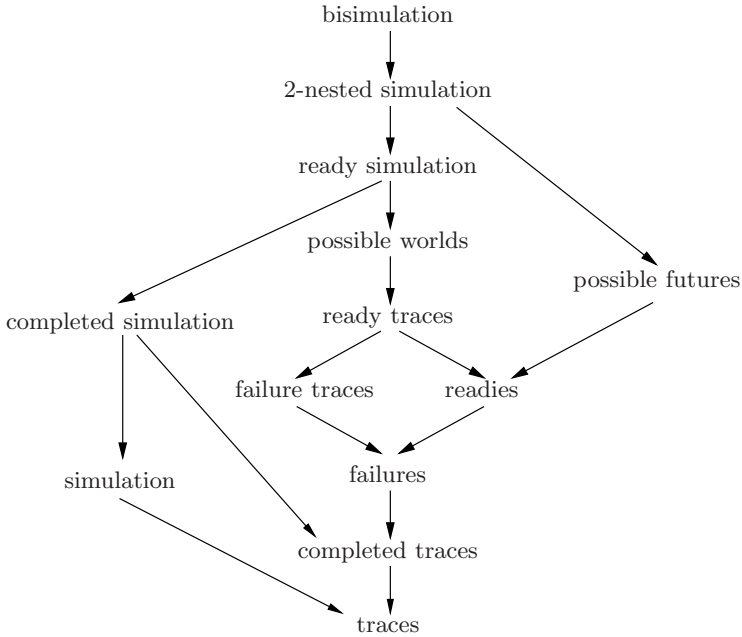 bisimulation
2-nested simulation
ready simulation
possible worlds
possible futures
completed simulation
ready traces
failure traces
readies
simulation
failures
completed traces
traces